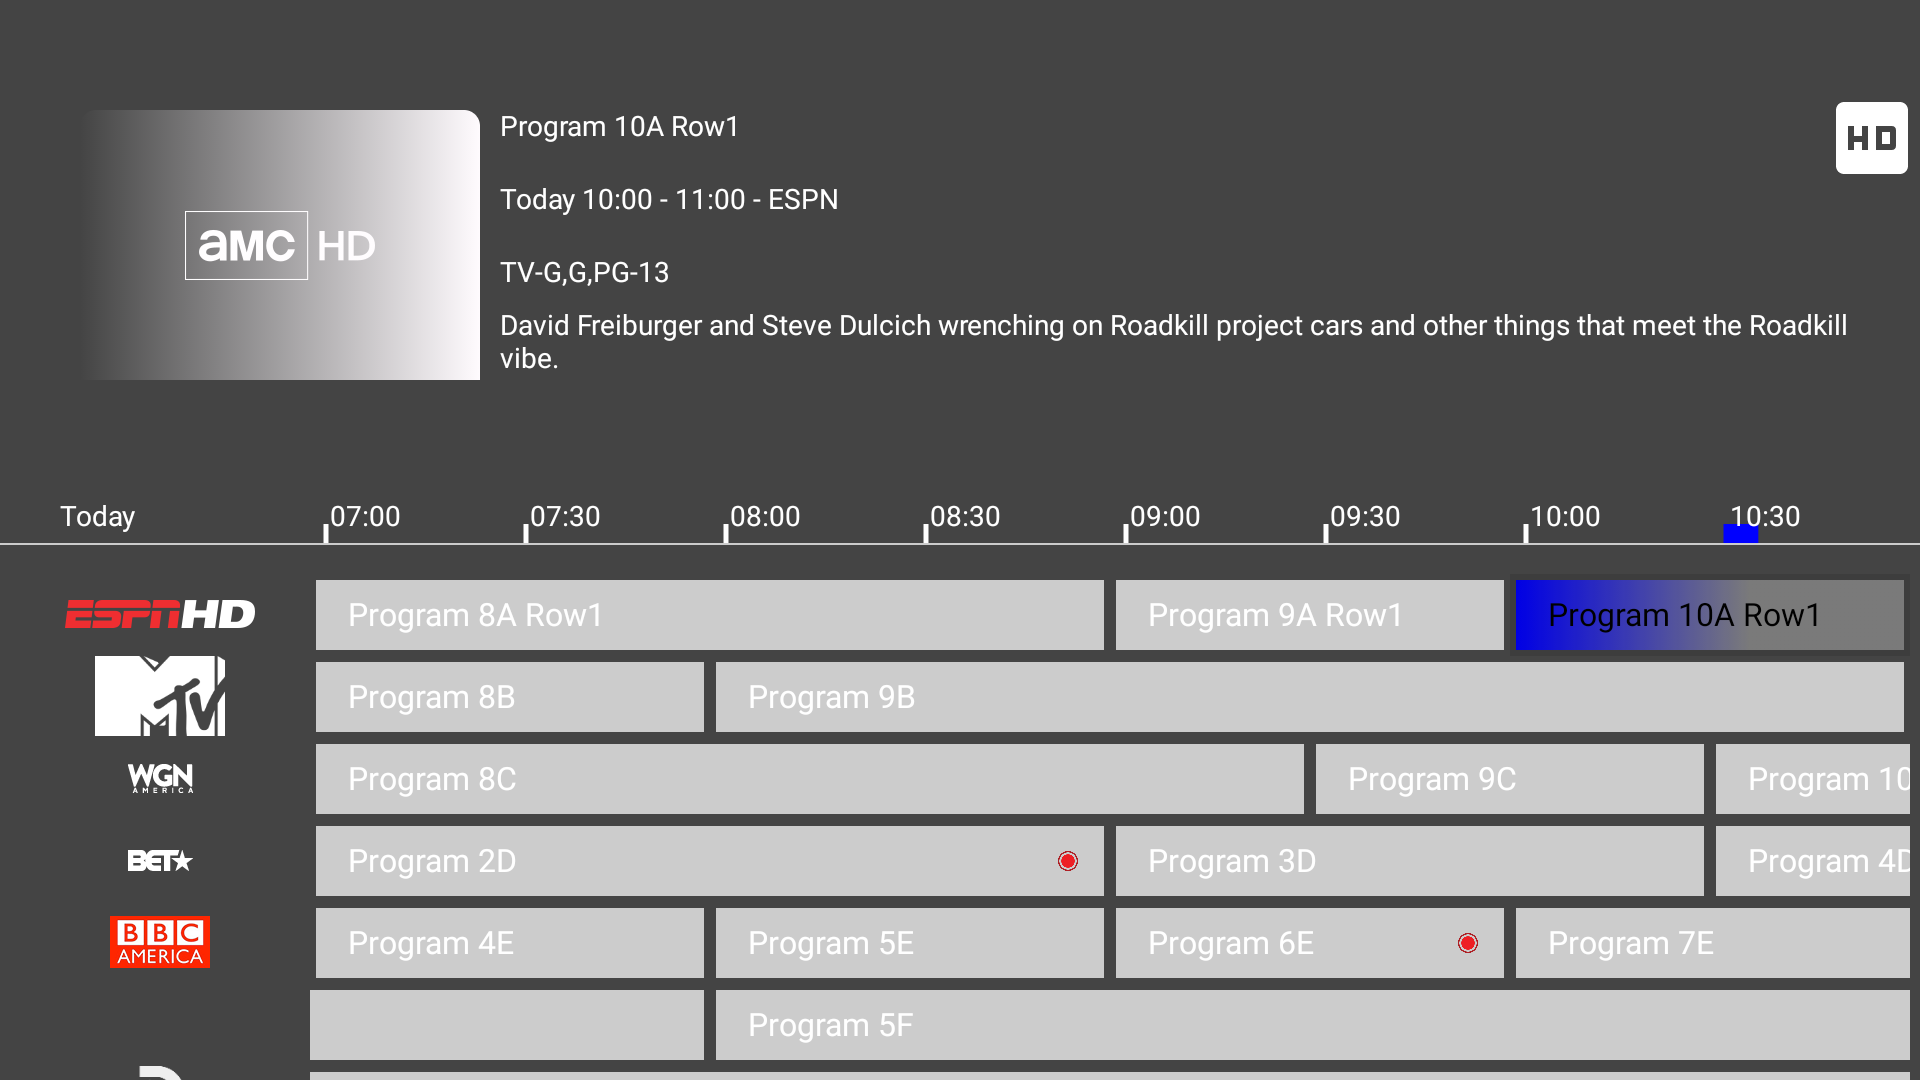 Program 10A Row1
HD
Today 10:00 - 11:00 - ESPN
aMC HD
TV-G,G,PG-13
David Freiburger and Steve Dulcich wrenching on Roadkill project cars and other things that meet the Roadkill
vibe.
Today 07:00 07:30 08:00 08:30 09:00 09:30 10:00 10:30
ESPN HD Program 8A Row1 Program 9A Row1 Program 10A Row1
MTV Program 8B Program 9B
WGN AMERICA Program 8C Program 9C Program 10
BET Program 2D Program 3D Program 4D
BBC AMERICA Program 4E Program 5E Program 6E Program 7E
Program 5F